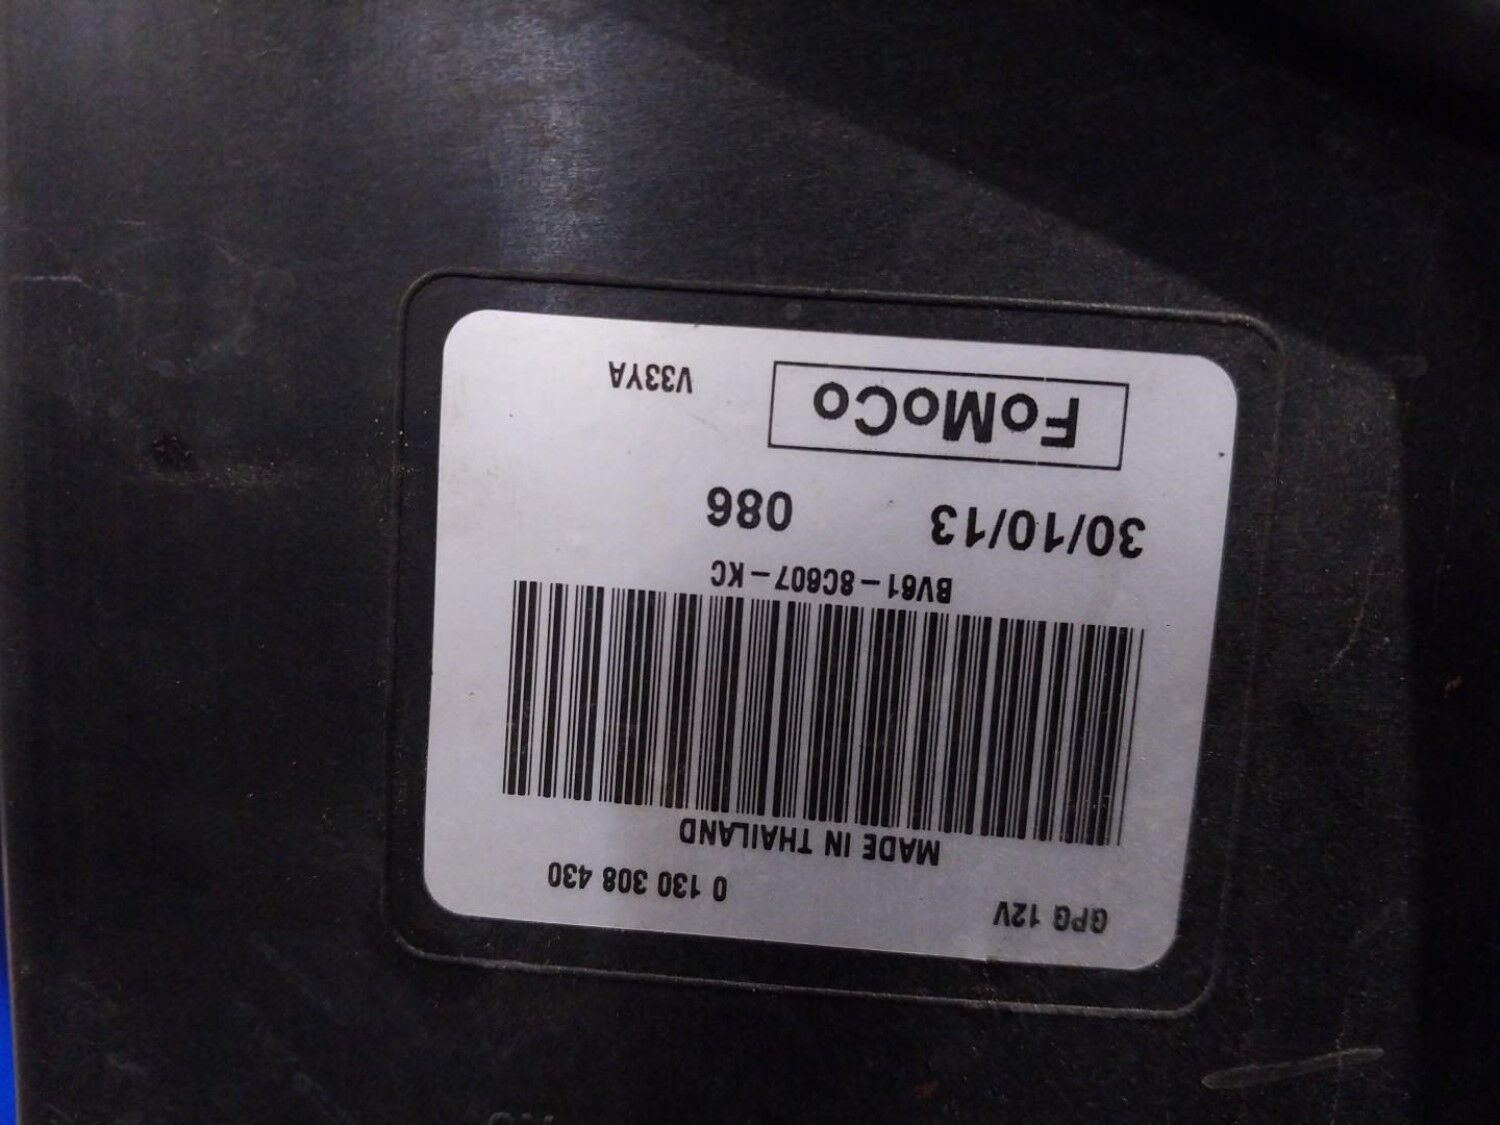 GPG 12V 0 130 308 430
MADE IN THAILAND
BV61-8C607-KC
30/10/13 086
FoMoCo V33YA